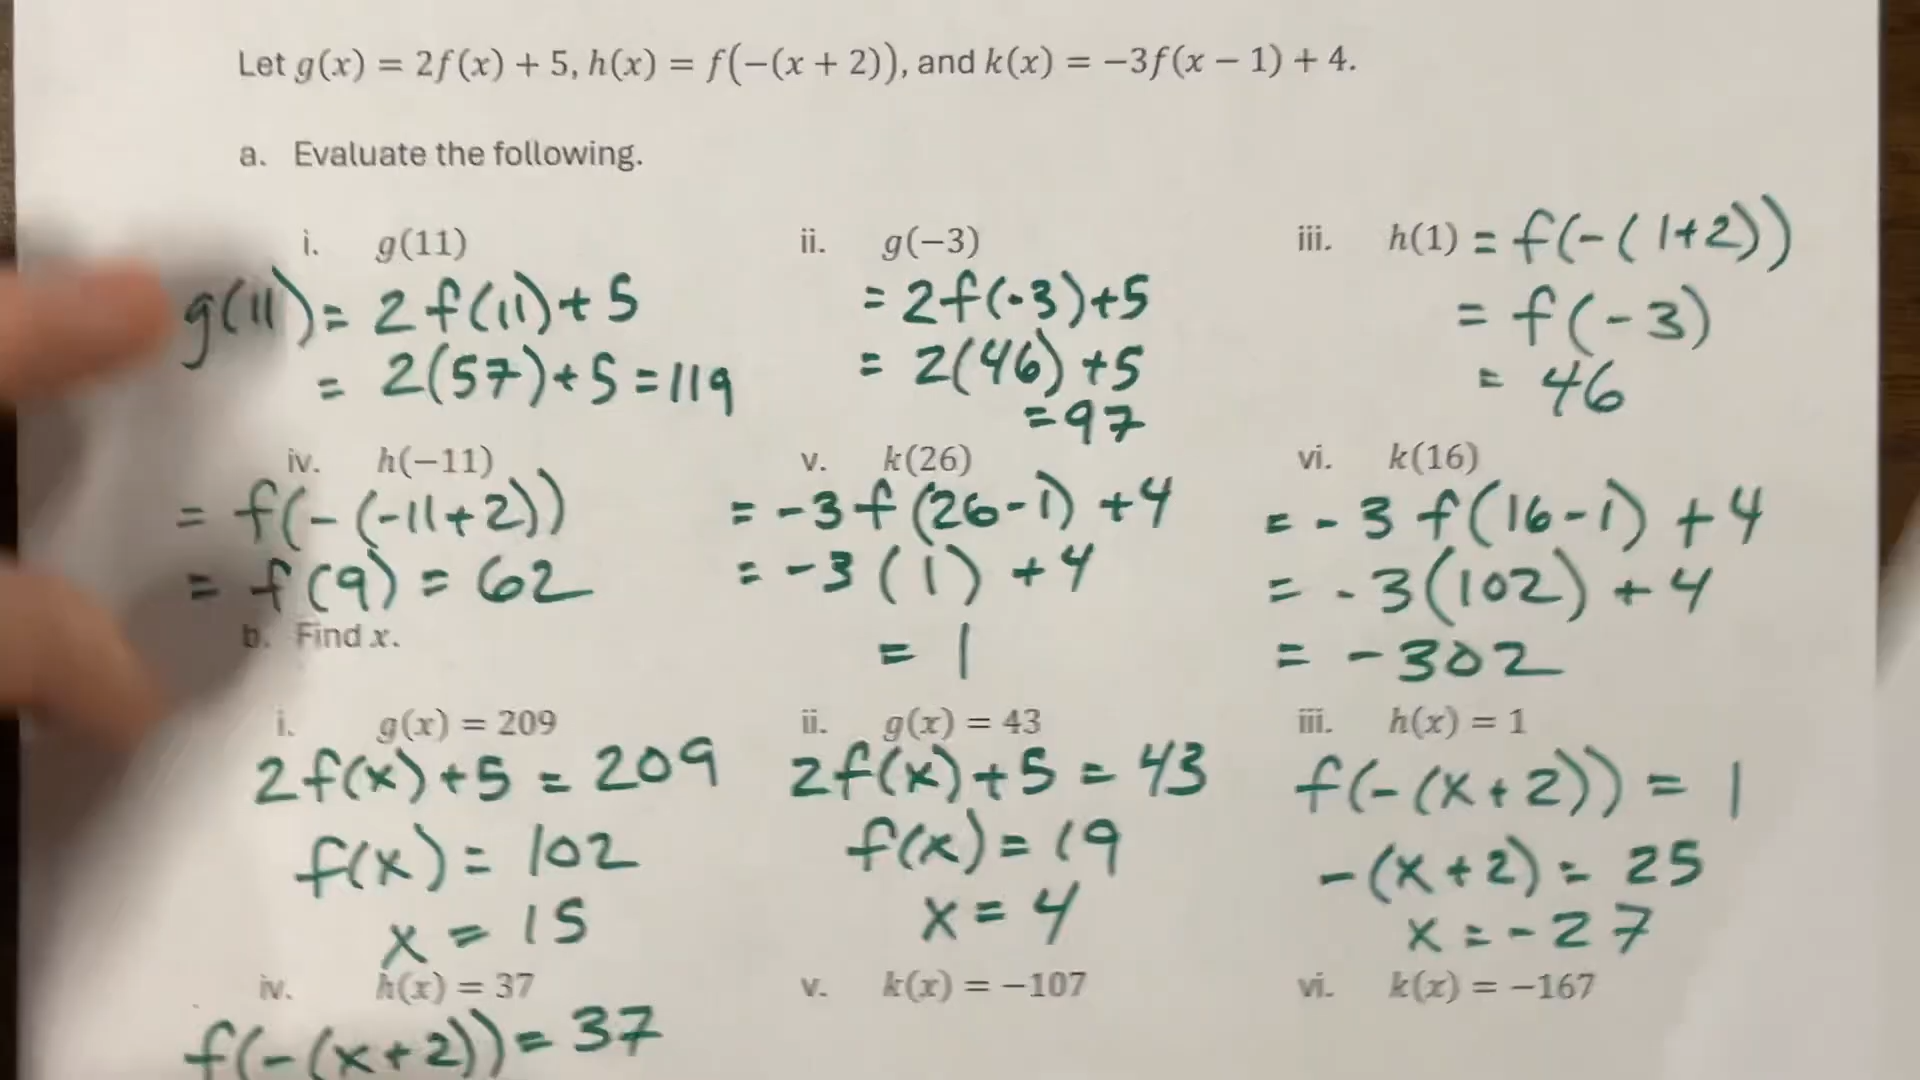 Let g(x) = 2f(x) + 5, h(x) = f(−(x + 2)), and k(x) = −3f(x − 1) + 4.
a. Evaluate the following.
i. g(11)
g(11) = 2f(11)+5
= 2(57)+5 = 119
ii. g(−3)
= 2f(-3)+5
= 2(46)+5
= 97
iii. h(1) = f(-(1+2))
= f(-3)
= 46
iv. h(−11)
= f(-(-11+2))
= f(9) = 62
v. k(26)
= -3f(26-1)+4
= -3(1)+4
= 1
vi. k(16)
= -3f(16-1)+4
= -3(102)+4
= -302
b. Find x.
i. g(x) = 209
2f(x)+5 = 209
f(x) = 102
x = 15
ii. g(x) = 43
2f(x)+5 = 43
f(x) = 19
x = 4
iii. h(x) = 1
f(-(x+2)) = 1
-(x+2) = 25
x = -27
iv. h(x) = 37
f(-(x+2)) = 37
v. k(x) = −107
vi. k(x) = −167